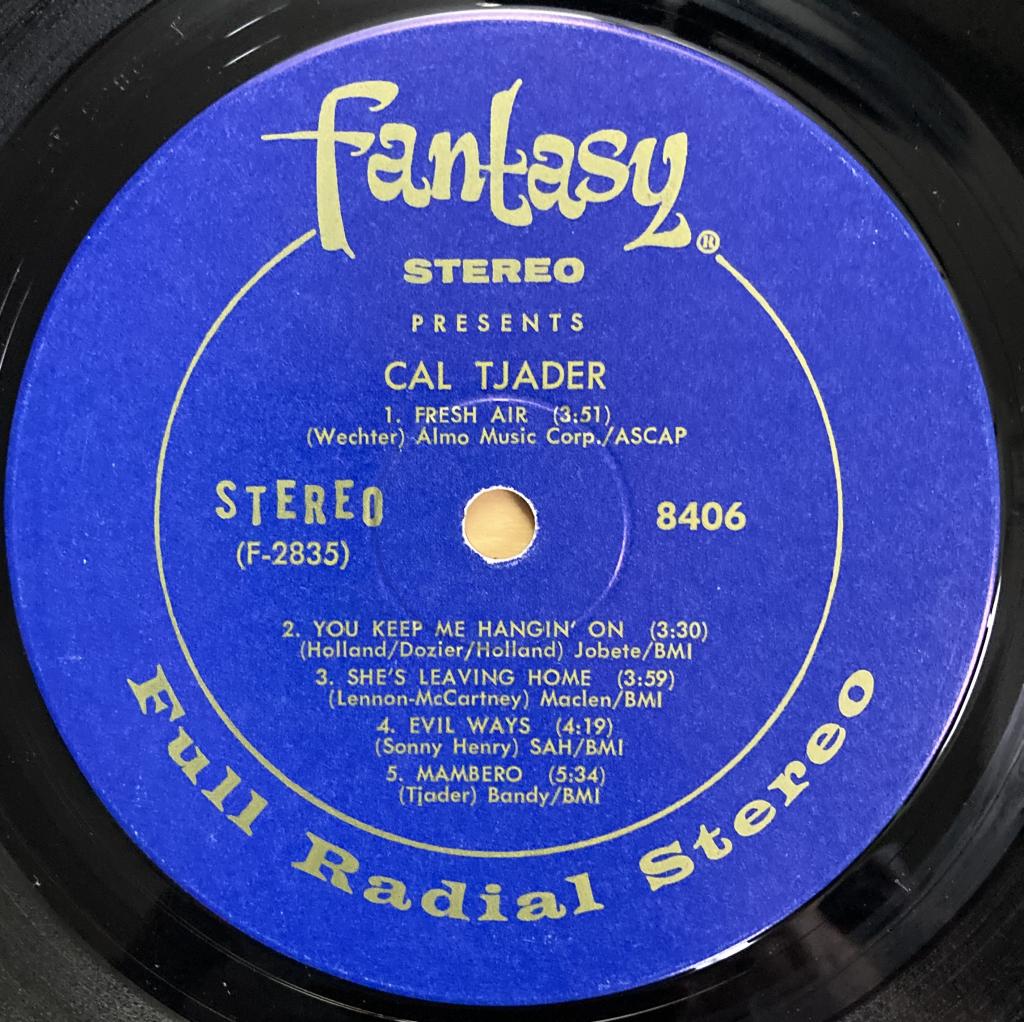 fantasy®
STEREO
PRESENTS
CAL TJADER
1. FRESH AIR (3:51)
(Wechter) Almo Music Corp./ASCAP
STEREO
8406
(F-2835)
2. YOU KEEP ME HANGIN' ON (3:30)
(Holland/Dozier/Holland) Jobete/BMI
3. SHE'S LEAVING HOME (3:59)
(Lennon-McCartney) Maclen/BMI
4. EVIL WAYS (4:19)
(Sonny Henry) SAH/BMI
5. MAMBERO (5:34)
(Tjader) Bandy/BMI
Full Radial Stereo